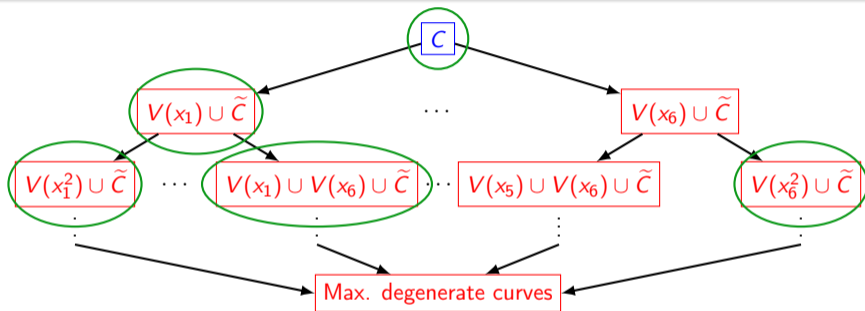 C
V(x₁) ∪ C̃ ⋯ V(x₆) ∪ C̃
V(x₁²) ∪ C̃ ⋯ V(x₁) ∪ V(x₆) ∪ C̃ ⋯ V(x₅) ∪ V(x₆) ∪ C̃ V(x₆²) ∪ C̃
⋮ ⋮ ⋮ ⋮
Max. degenerate curves